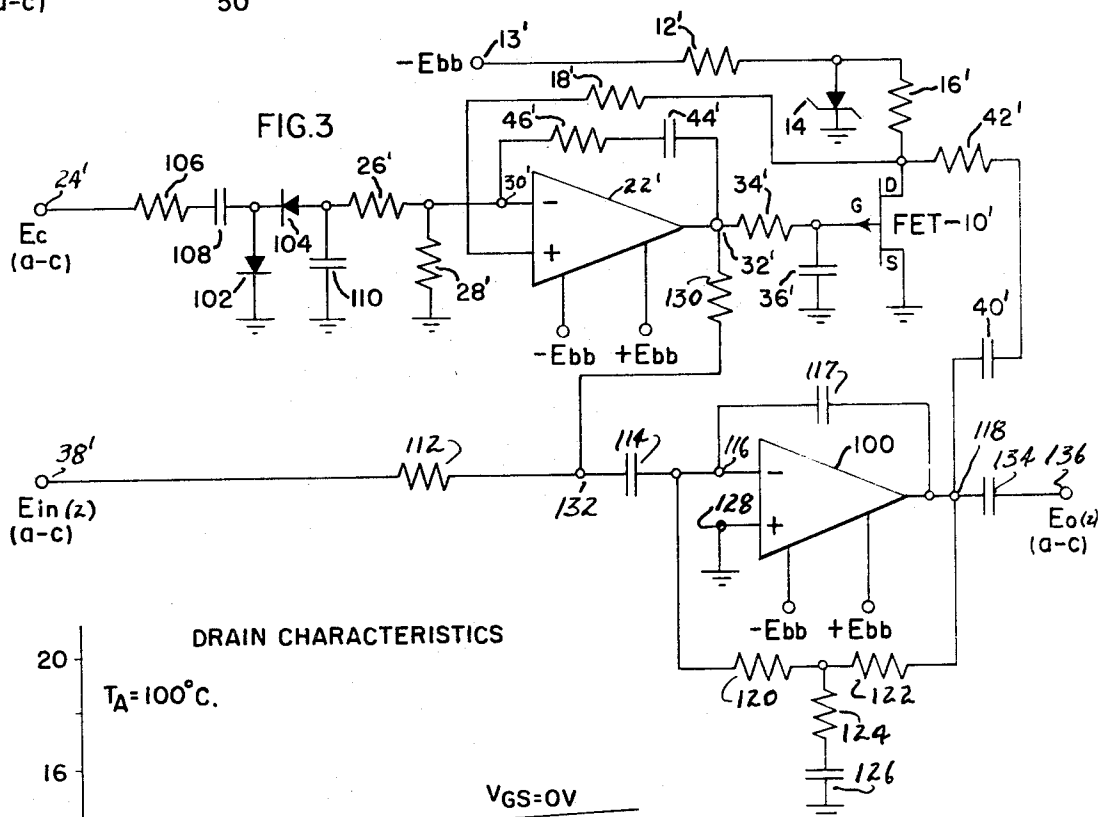 a-c)
50
FIG.3
-Ebb
13'
12'
18'
14
16'
46'
44'
42'
24'
Ec
(a-c)
106
108
104
102
110
26'
28'
30'
-
+
22'
-Ebb
+Ebb
32'
34'
36'
G
D
S
FET-10'
130
40'
38'
Ein(2)
(a-c)
112
132
114
116
117
100
-
+
128
118
134
136
Eo(2)
(a-c)
-Ebb
+Ebb
120
122
124
126
DRAIN CHARACTERISTICS
20
TA=100°C.
16
VGS=0V